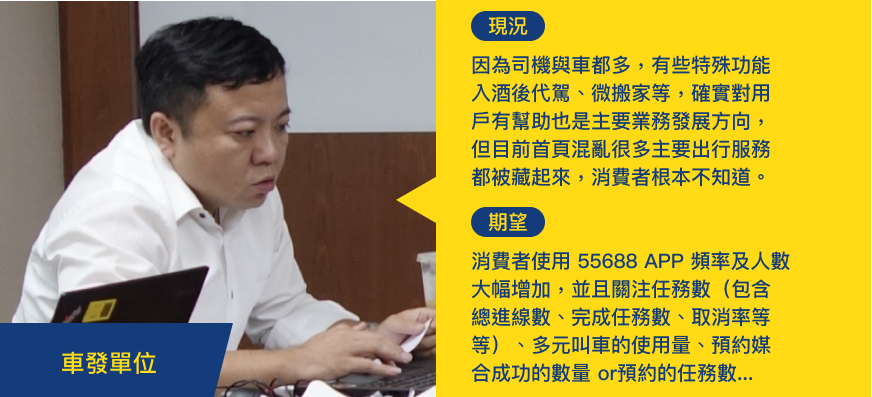 現況
因為司機與車都多，有些特殊功能
入酒後代駕、微搬家等，確實對用
戶有幫助也是主要業務發展方向，
但目前首頁混亂很多主要出行服務
都被藏起來，消費者根本不知道。
期望
消費者使用 55688 APP 頻率及人數
大幅增加，並且關注任務數（包含
總進線數、完成任務數、取消率等
等）、多元叫車的使用量、預約媒
合成功的數量 or預約的任務數...
車發單位